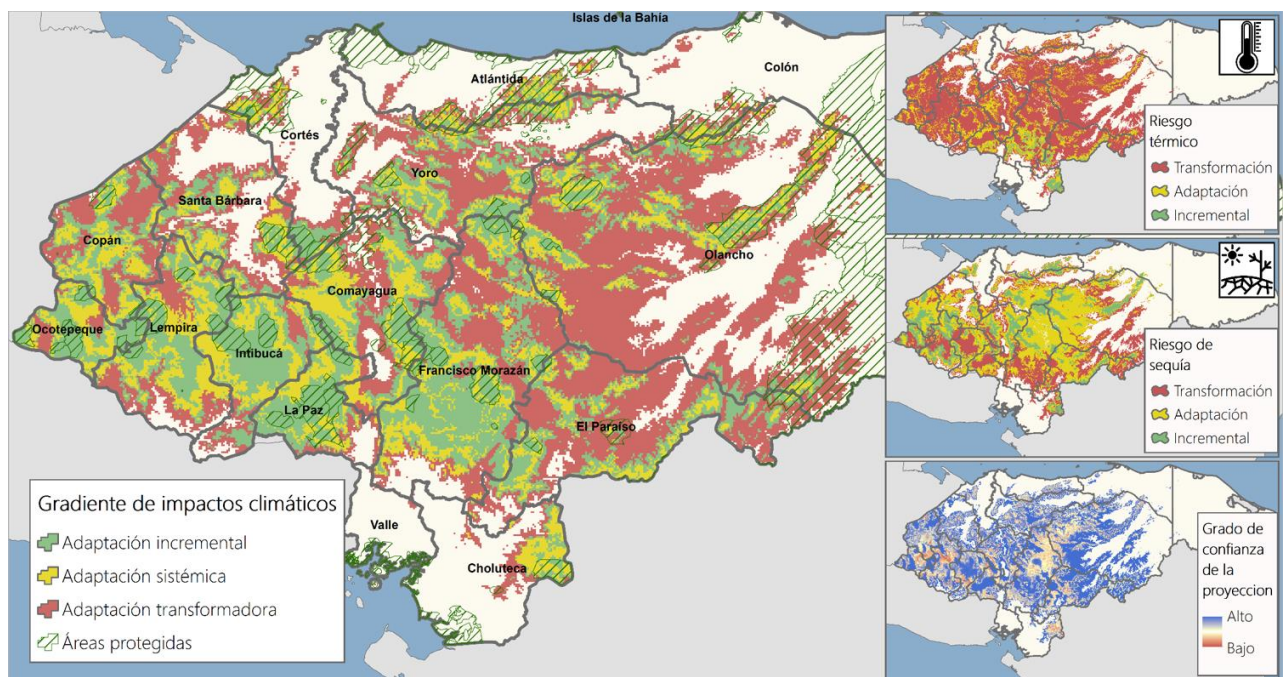 Islas de la Bahía
Atlántida
Colón
Cortés
Yoro
Santa Bárbara
Copán
Olancho
Comayagua
Ocotepeque
Lempira
Intibucá
Francisco Morazán
La Paz
El Paraíso
Valle
Choluteca
Gradiente de impactos climáticos
Adaptación incremental
Adaptación sistémica
Adaptación transformadora
Áreas protegidas
Riesgo
térmico
Transformación
Adaptación
Incremental
Riesgo de
sequía
Transformación
Adaptación
Incremental
Grado de
confianza
de la
proyeccion
Alto
Bajo